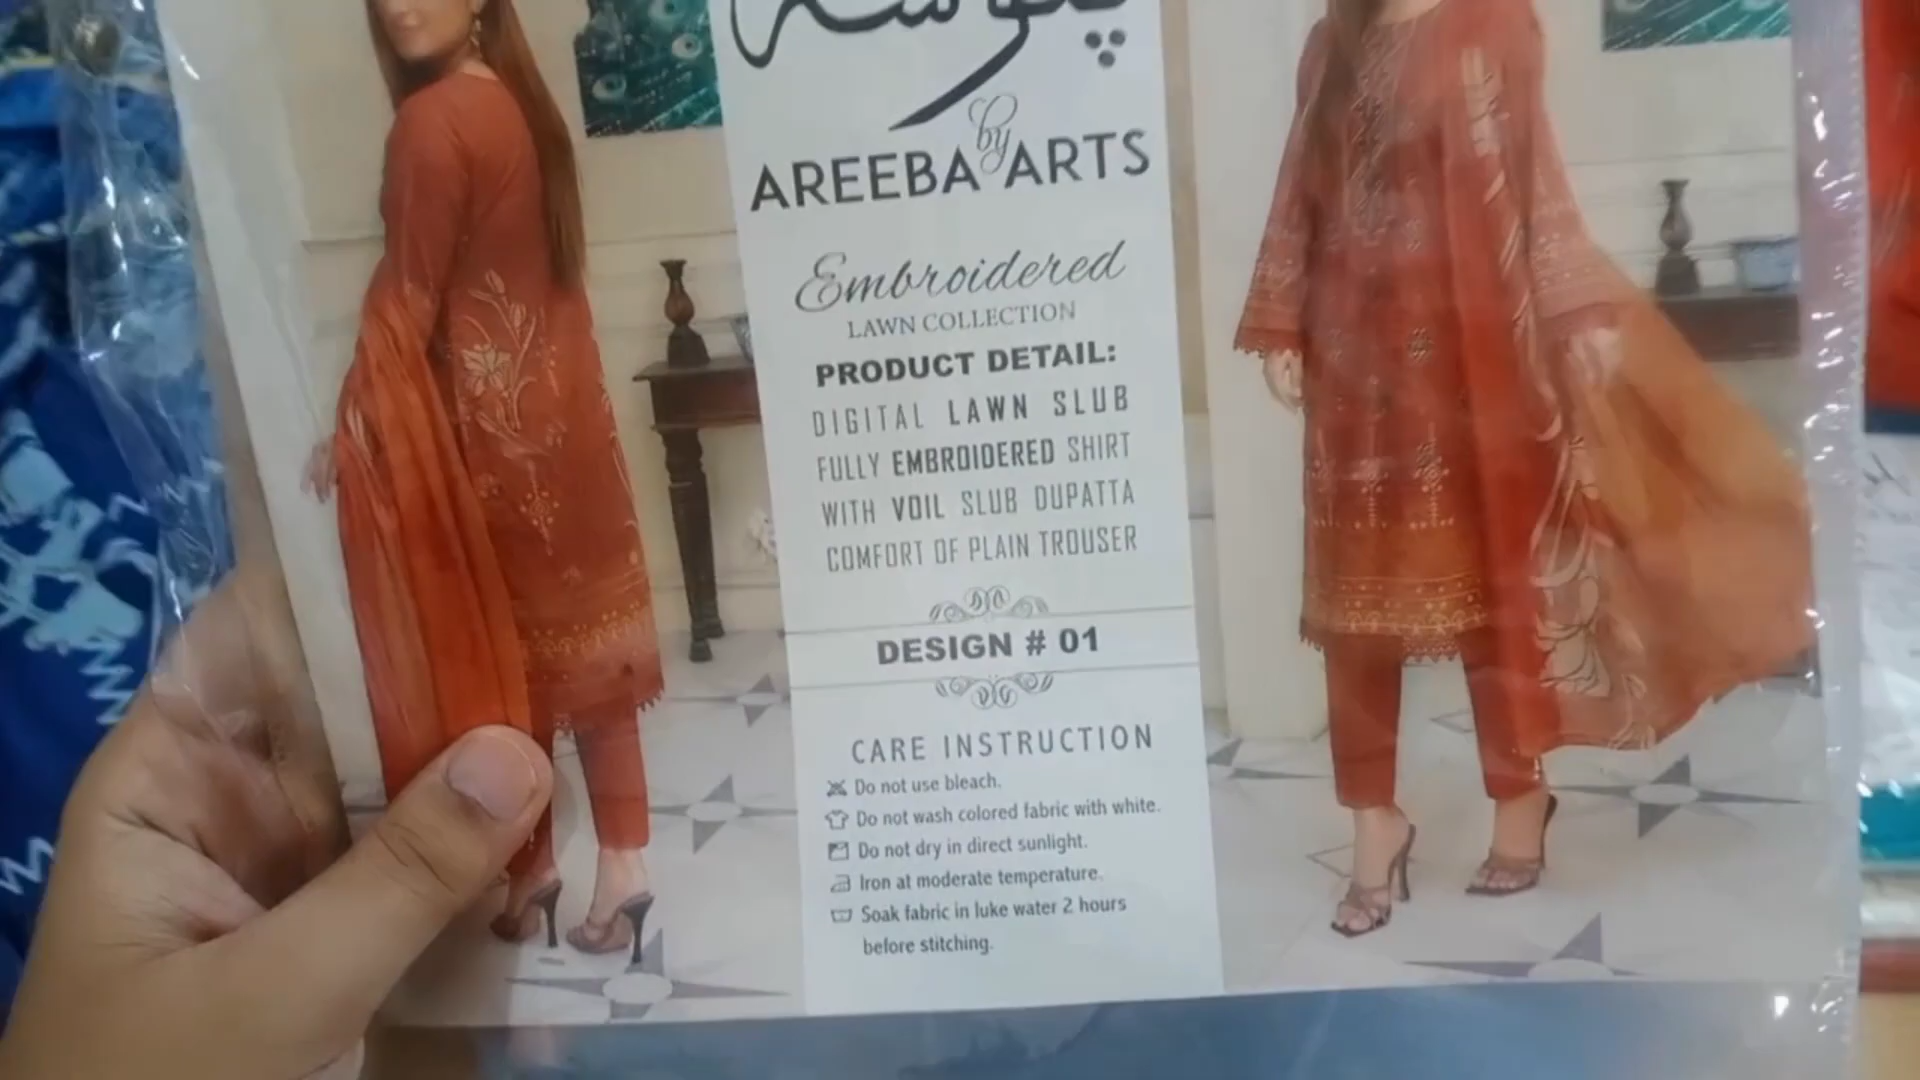 by
AREEBA ARTS
Embroidered
LAWN COLLECTION
PRODUCT DETAIL:
DIGITAL LAWN SLUB
FULLY EMBROIDERED SHIRT
WITH VOIL SLUB DUPATTA
COMFORT OF PLAIN TROUSER
DESIGN # 01
CARE INSTRUCTION
Do not use bleach.
Do not wash colored fabric with white.
Do not dry in direct sunlight.
Iron at moderate temperature.
Soak fabric in luke water 2 hours
before stitching.